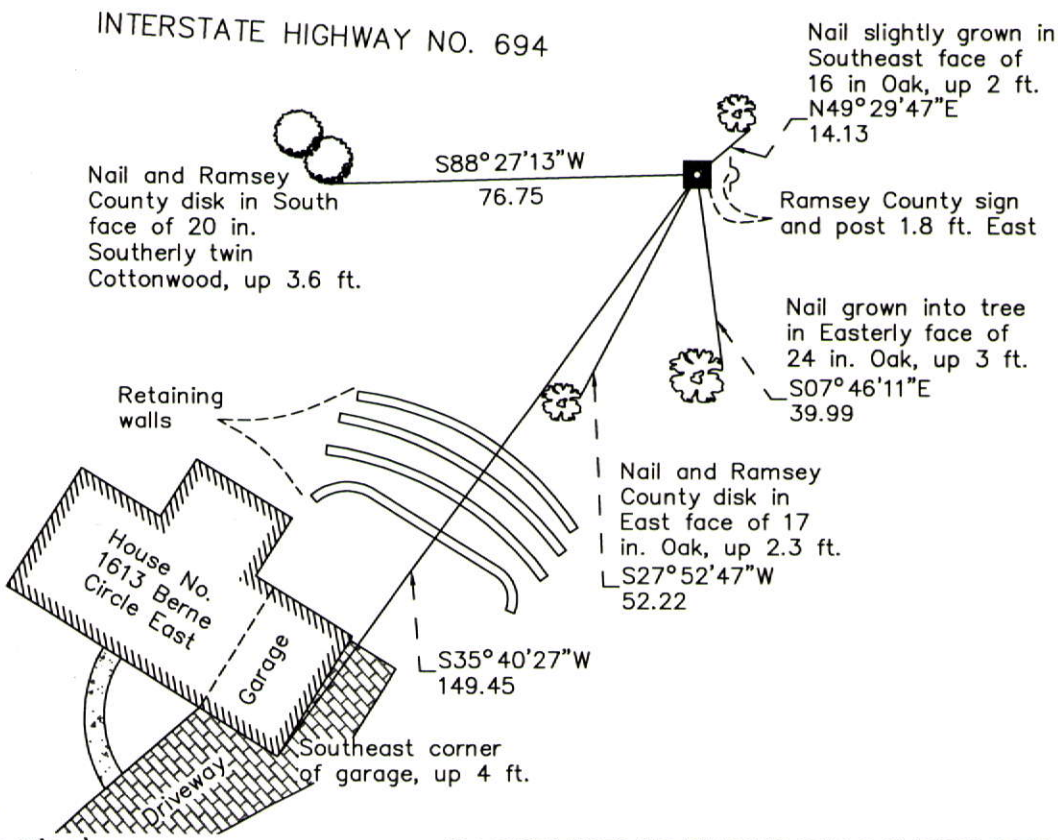 INTERSTATE HIGHWAY NO. 694
Nail slightly grown in
Southeast face of
16 in Oak, up 2 ft.
N49°29'47"E
14.13
S88°27'13"W
76.75
Nail and Ramsey
County disk in South
face of 20 in.
Southerly twin
Cottonwood, up 3.6 ft.
Ramsey County sign
and post 1.8 ft. East
Nail grown into tree
in Easterly face of
24 in. Oak, up 3 ft.
S07°46'11"E
39.99
Retaining
walls
Nail and Ramsey
County disk in
East face of 17
in. Oak, up 2.3 ft.
S27°52'47"W
52.22
House No.
1613 Berne
Circle East
Garage
S35°40'27"W
149.45
Southeast corner
of garage, up 4 ft.
Driveway